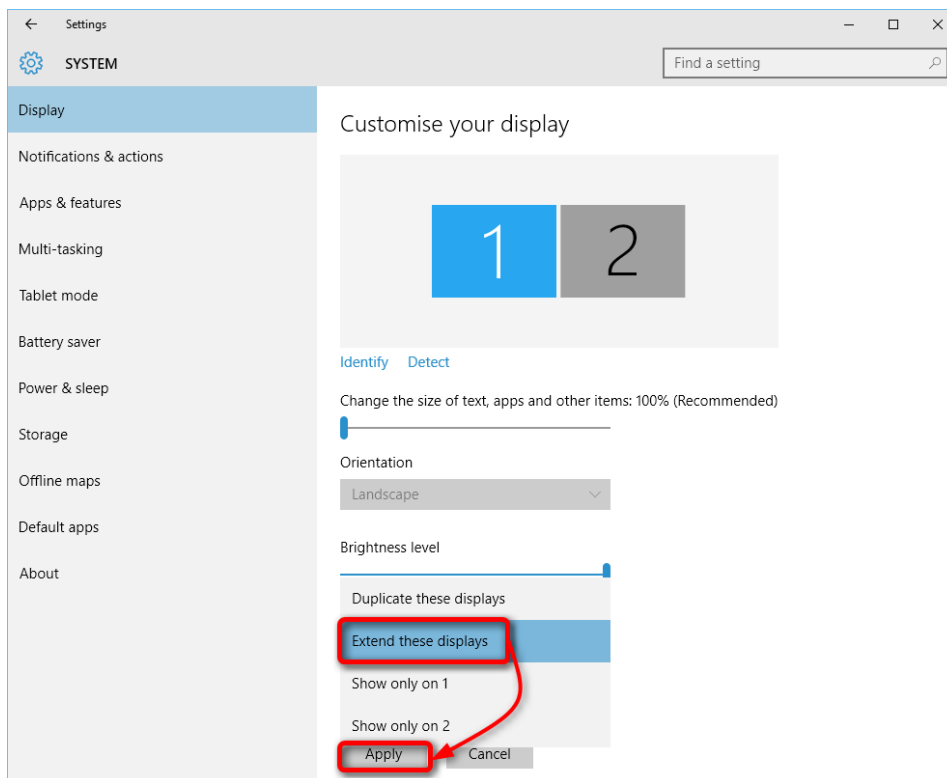 Settings
SYSTEM
Find a setting
Display
Notifications & actions
Apps & features
Multi-tasking
Tablet mode
Battery saver
Power & sleep
Storage
Offline maps
Default apps
About
Customise your display
1 2
Identify Detect
Change the size of text, apps and other items: 100% (Recommended)
Orientation
Landscape
Brightness level
Duplicate these displays
Extend these displays
Show only on 1
Show only on 2
Apply Cancel